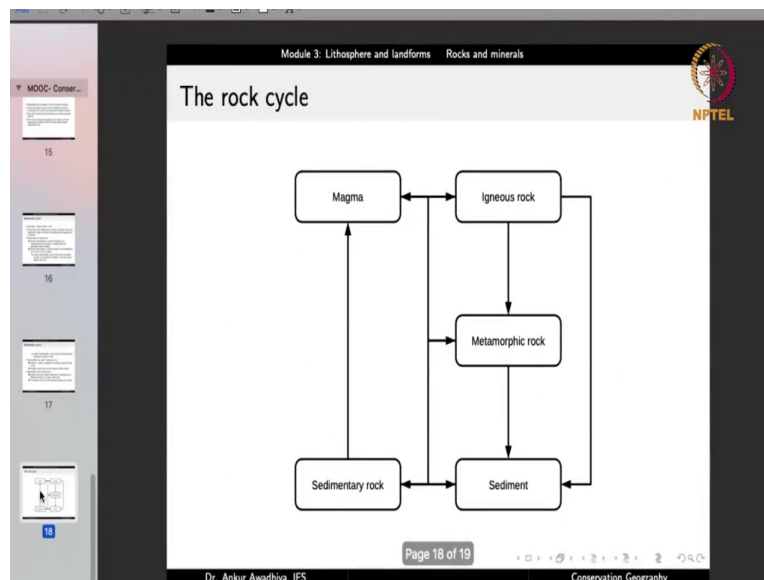 Module 3: Lithosphere and landforms Rocks and minerals
NPTEL
The rock cycle
MOOC- Conser...
15
16
17
18
Magma
Igneous rock
Metamorphic rock
Sedimentary rock
Sediment
Page 18 of 19
Dr. Ankur Awadhiya, IFS
Conservation Geography